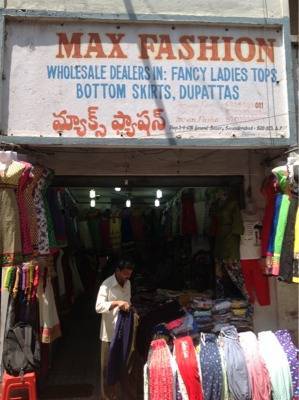 MAX FASHION
WHOLESALE DEALERS IN: FANCY LADIES TOPS
BOTTOM SKIRTS, DUPATTAS
మ్యాక్స్ ఫ్యాషన్